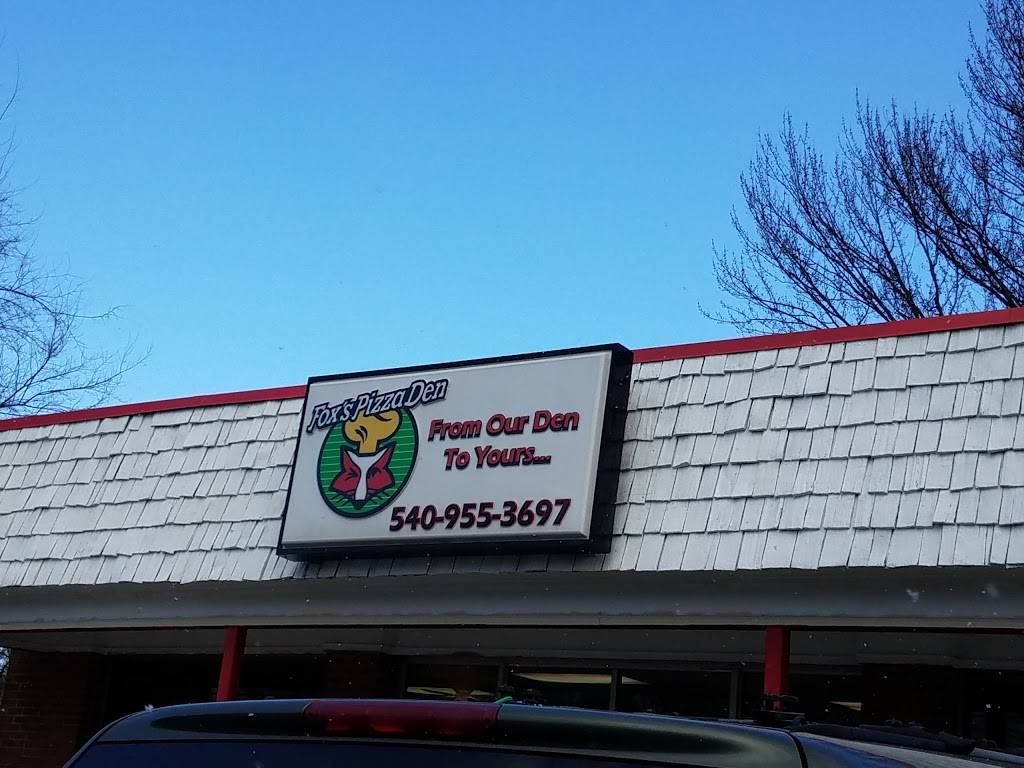 Fox's Pizza Den
From Our Den
To Yours...
540-955-3697